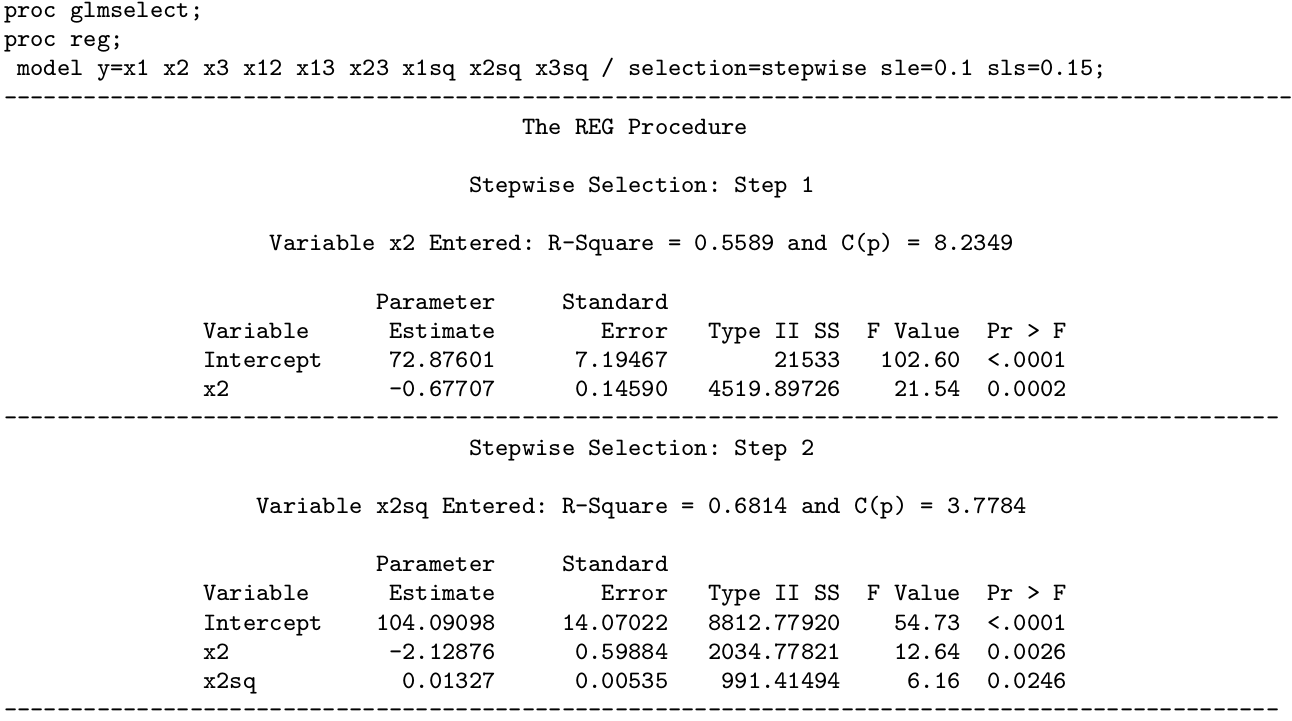 proc glmselect;
proc reg;
 model y=x1 x2 x3 x12 x13 x23 x1sq x2sq x3sq / selection=stepwise sle=0.1 sls=0.15;
-------------------------------------------------------------------------------------------------
The REG Procedure
Stepwise Selection: Step 1
Variable x2 Entered: R-Square = 0.5589 and C(p) = 8.2349
Parameter Standard
Variable Estimate Error Type II SS F Value Pr > F
Intercept 72.87601 7.19467 21533 102.60 <.0001
x2 -0.67707 0.14590 4519.89726 21.54 0.0002
------------------------------------------------------------------------------------------------
Stepwise Selection: Step 2
Variable x2sq Entered: R-Square = 0.6814 and C(p) = 3.7784
Parameter Standard
Variable Estimate Error Type II SS F Value Pr > F
Intercept 104.09098 14.07022 8812.77920 54.73 <.0001
x2 -2.12876 0.59884 2034.77821 12.64 0.0026
x2sq 0.01327 0.00535 991.41494 6.16 0.0246
------------------------------------------------------------------------------------------------